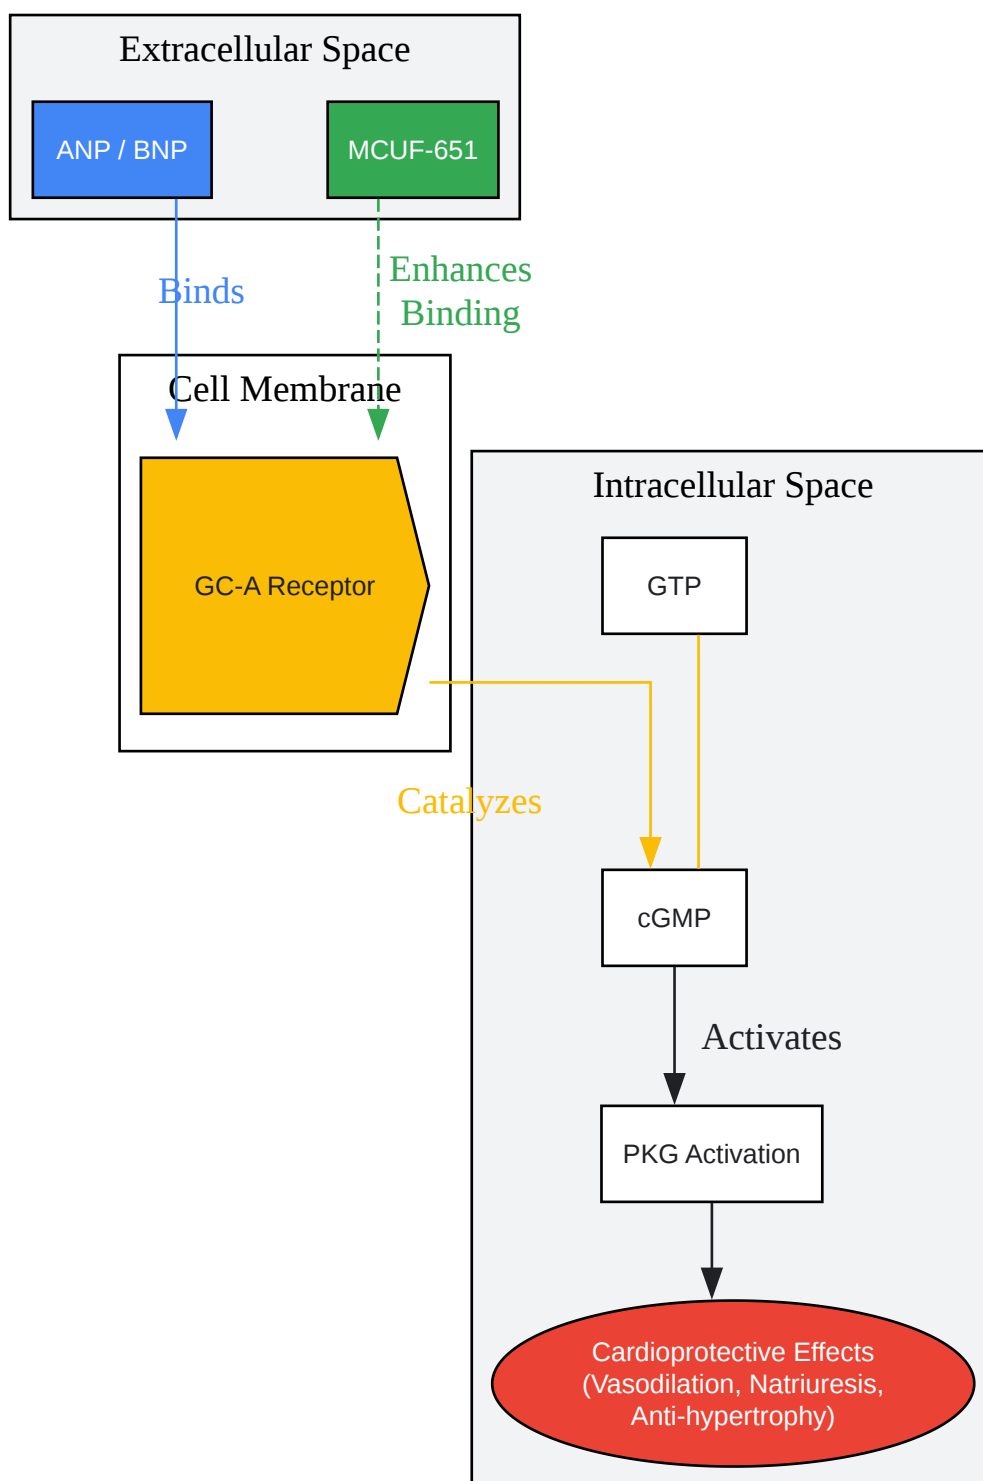 Extracellular Space
ANP / BNP
MCUF-651
Binds
Enhances
Binding
Cell Membrane
GC-A Receptor
Intracellular Space
GTP
Catalyzes
cGMP
Activates
PKG Activation
Cardioprotective Effects
(Vasodilation, Natriuresis,
Anti-hypertrophy)